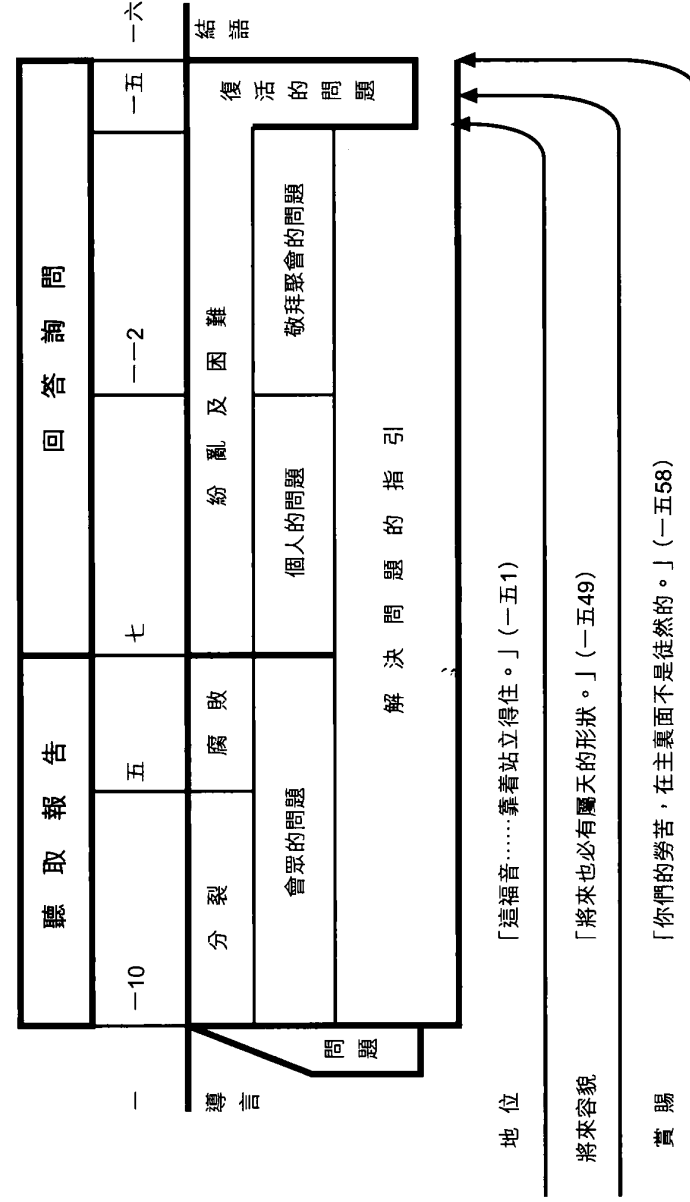 聽取報告
回答詢問
一
一10
五
七
一一2
一五
一六
導言
分裂
腐敗
紛亂及困難
復活的問題
結語
問題
會眾的問題
個人的問題
敬拜聚會的問題
解決問題的指引
地位
「這福音……靠着站立得住。」(一五1)
將來容貌
「將來也必有屬天的形狀。」(一五49)
賞賜
「你們的勞苦,在主裏面不是徒然的。」(一五58)